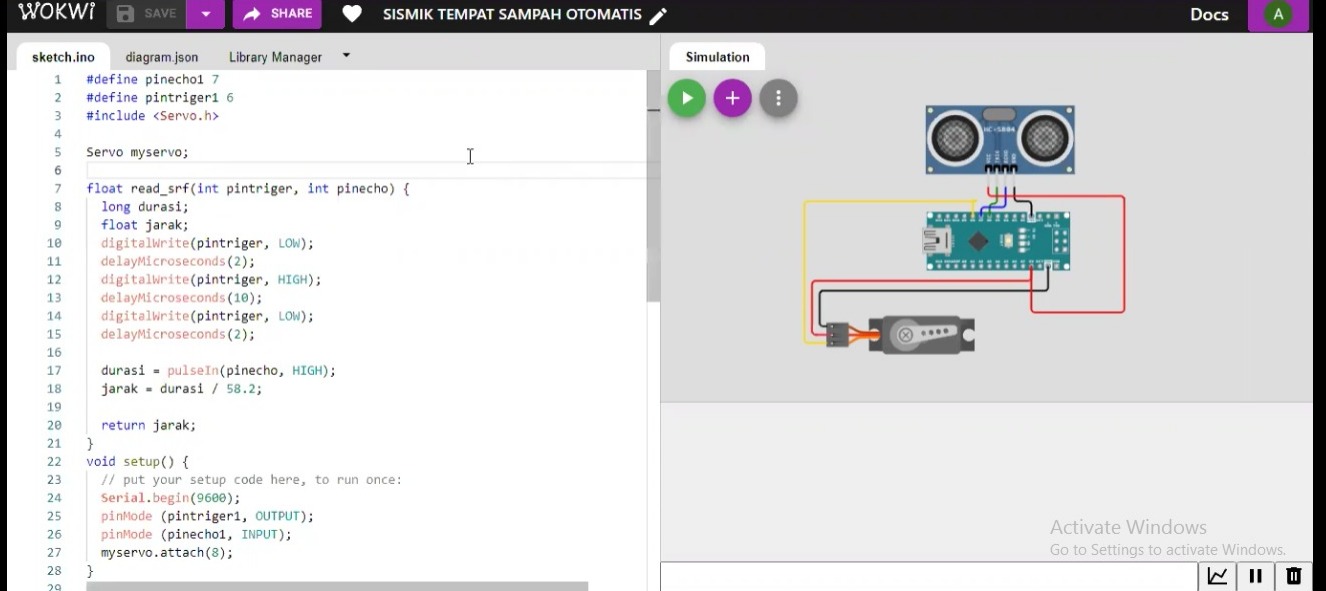 WOKWi SAVE SHARE SISMIK TEMPAT SAMPAH OTOMATIS Docs A
sketch.ino diagram.json Library Manager
1 #define pinecho1 7
2 #define pintriger1 6
3 #include <Servo.h>
4
5 Servo myservo;
6
7 float read_srf(int pintriger, int pinecho) {
8 long durasi;
9 float jarak;
10 digitalWrite(pintriger, LOW);
11 delayMicroseconds(2);
12 digitalWrite(pintriger, HIGH);
13 delayMicroseconds(10);
14 digitalWrite(pintriger, LOW);
15 delayMicroseconds(2);
16
17 durasi = pulseIn(pinecho, HIGH);
18 jarak = durasi / 58.2;
19
20 return jarak;
21 }
22 void setup() {
23 // put your setup code here, to run once:
24 Serial.begin(9600);
25 pinMode (pintriger1, OUTPUT);
26 pinMode (pinecho1, INPUT);
27 myservo.attach(8);
28 }
29
Simulation
HC-SR04
Activate Windows
Go to Settings to activate Windows.